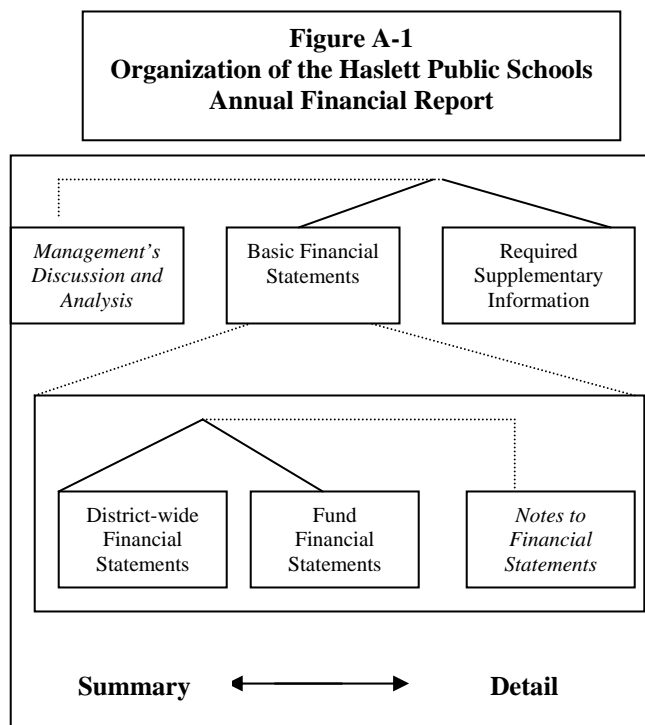 Figure A-1
Organization of the Haslett Public Schools
Annual Financial Report
Management's
Discussion and
Analysis
Basic Financial
Statements
Required
Supplementary
Information
District-wide
Financial
Statements
Fund
Financial
Statements
Notes to
Financial
Statements
Summary
Detail